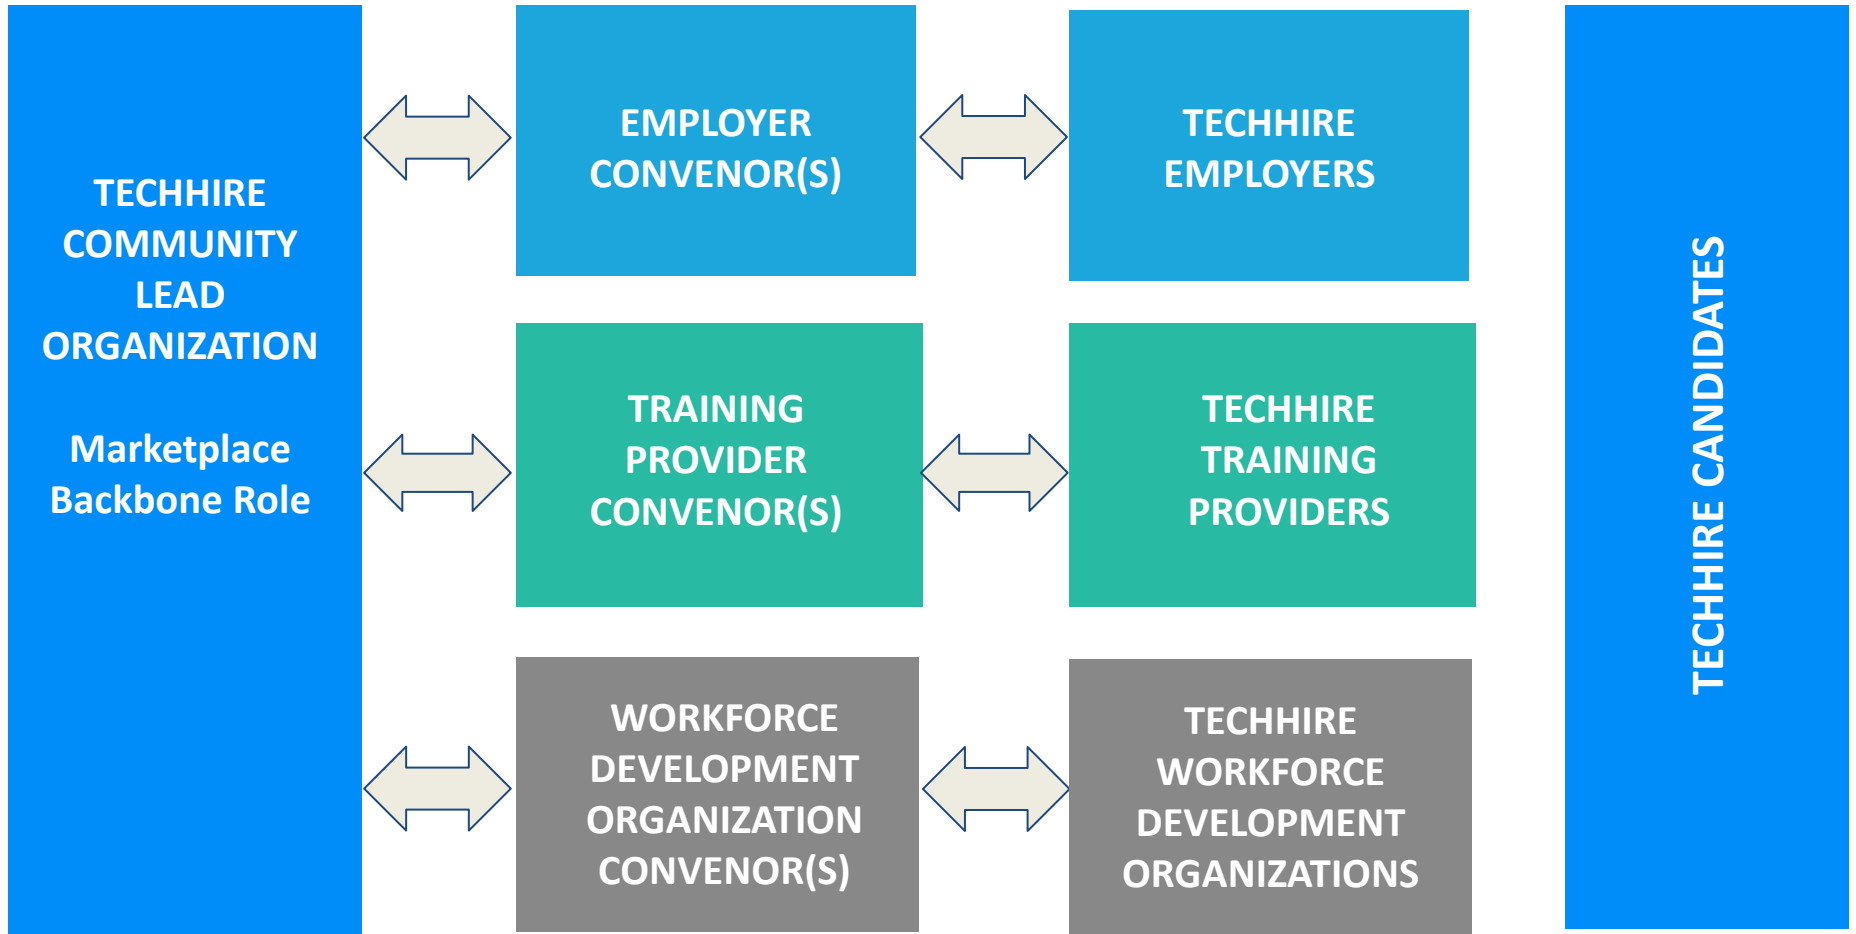 TECHHIRE
COMMUNITY
LEAD
ORGANIZATION
Marketplace
Backbone Role
EMPLOYER
CONVENOR(S)
TECHHIRE
EMPLOYERS
TRAINING
PROVIDER
CONVENOR(S)
TECHHIRE
TRAINING
PROVIDERS
WORKFORCE
DEVELOPMENT
ORGANIZATION
CONVENOR(S)
TECHHIRE
WORKFORCE
DEVELOPMENT
ORGANIZATIONS
TECHHIRE CANDIDATES